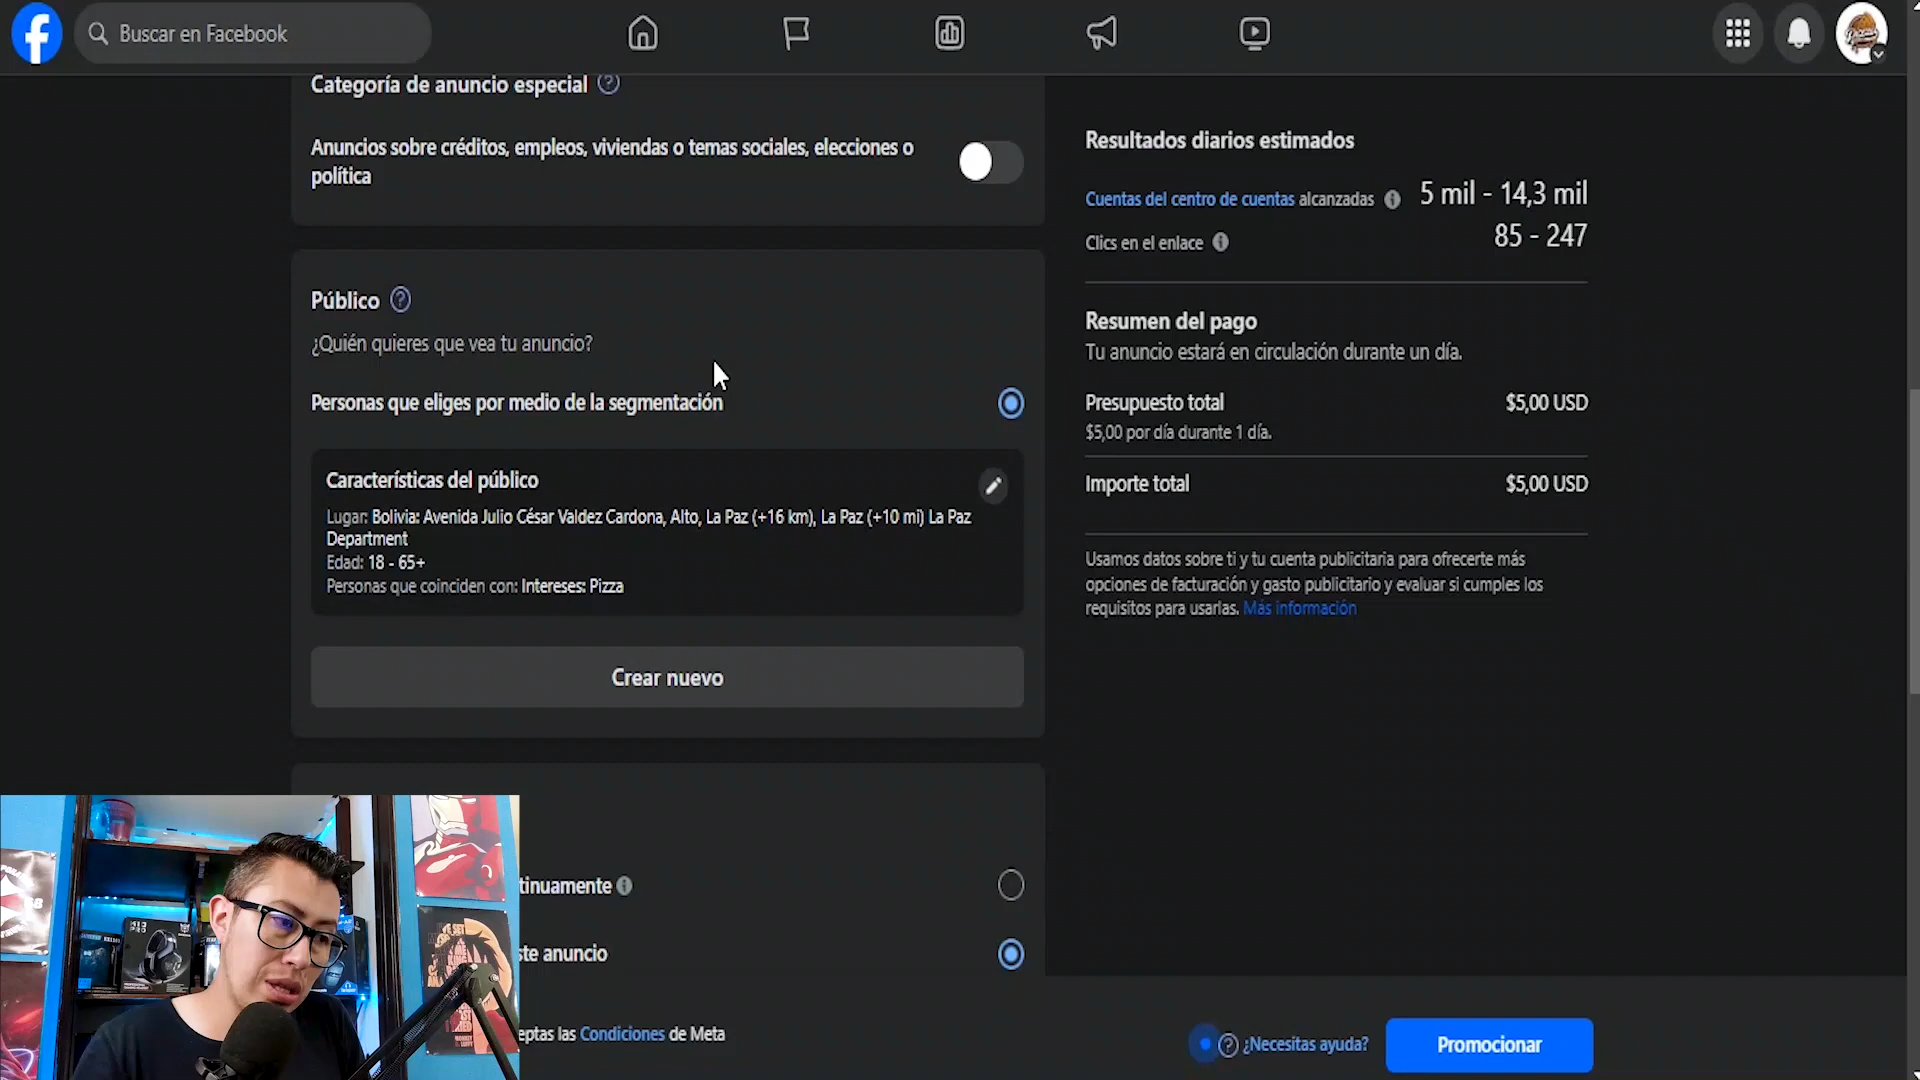 Buscar en Facebook
Categoría de anuncio especial
Anuncios sobre créditos, empleos, viviendas o temas sociales, elecciones o
política
Público
¿Quién quieres que vea tu anuncio?
Personas que eliges por medio de la segmentación
Características del público
Lugar: Bolivia: Avenida Julio César Valdez Cardona, Alto, La Paz (+16 km), La Paz (+10 mi) La Paz
Department
Edad: 18 - 65+
Personas que coinciden con: Intereses: Pizza
Crear nuevo
tinuamente
ste anuncio
eptas las Condiciones de Meta
Resultados diarios estimados
Cuentas del centro de cuentas alcanzadas 5 mil - 14,3 mil
Clics en el enlace 85 - 247
Resumen del pago
Tu anuncio estará en circulación durante un día.
Presupuesto total $5,00 USD
$5,00 por día durante 1 día.
Importe total $5,00 USD
Usamos datos sobre ti y tu cuenta publicitaria para ofrecerte más
opciones de facturación y gasto publicitario y evaluar si cumples los
requisitos para usarlas. Más información
¿Necesitas ayuda?
Promocionar